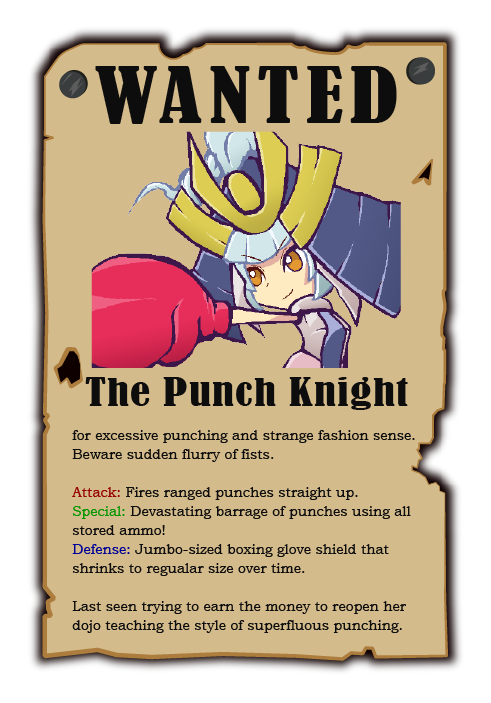 WANTED
The Punch Knight
for excessive punching and strange fashion sense.
Beware sudden flurry of fists.
Attack: Fires ranged punches straight up.
Special: Devastating barrage of punches using all
stored ammo!
Defense: Jumbo-sized boxing glove shield that
shrinks to regualar size over time.
Last seen trying to earn the money to reopen her
dojo teaching the style of superfluous punching.